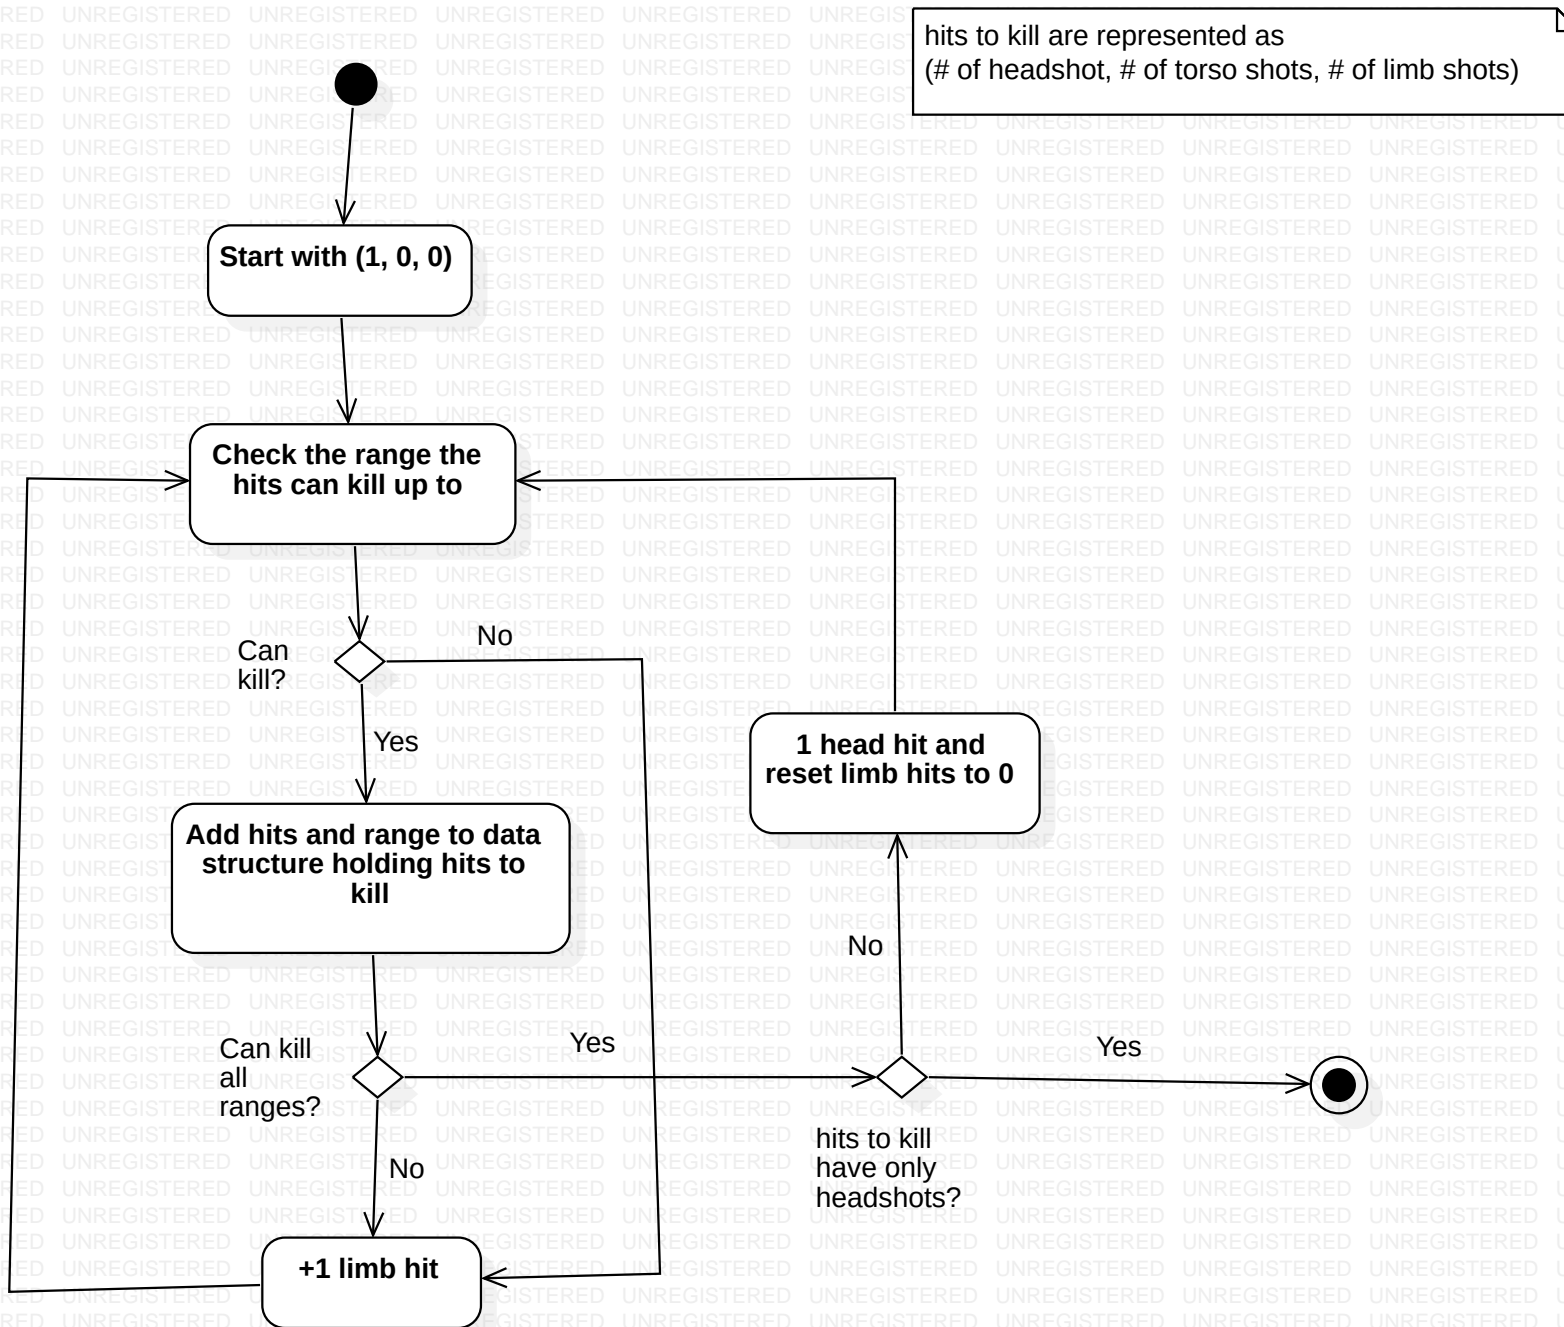 hits to kill are represented as
(# of headshot, # of torso shots, # of limb shots)
Start with (1, 0, 0)
Check the range the
hits can kill up to
No
Can
kill?
Yes
1 head hit and
reset limb hits to 0
Add hits and range to data
structure holding hits to
kill
No
Yes
Yes
Can kill
all
ranges?
hits to kill
have only
headshots?
No
+1 limb hit
UNREGISTERED